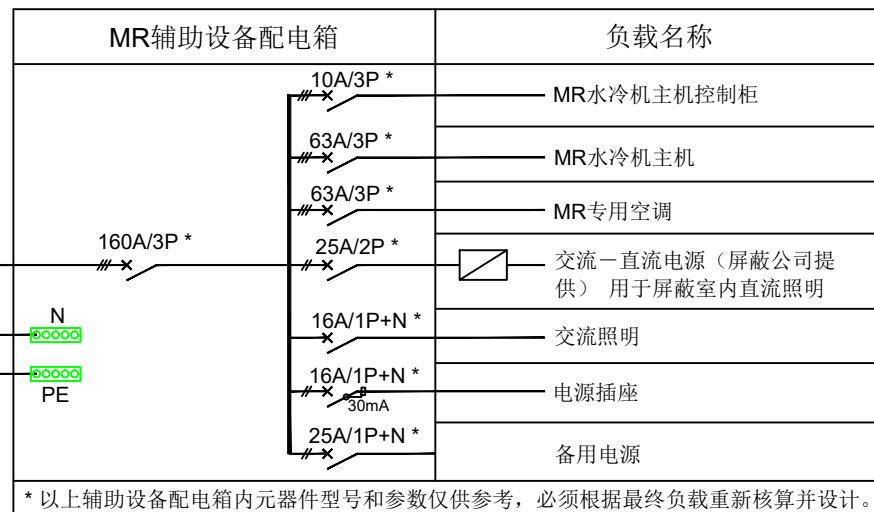 MR辅助设备配电箱
负载名称
10A/3P *
MR水冷机主机控制柜
63A/3P *
MR水冷机主机
63A/3P *
MR专用空调
160A/3P *
25A/2P *
交流－直流电源（屏蔽公司提
供） 用于屏蔽室内直流照明
N
16A/1P+N *
交流照明
PE
16A/1P+N *
30mA
电源插座
25A/1P+N *
备用电源
* 以上辅助设备配电箱内元器件型号和参数仅供参考，必须根据最终负载重新核算并设计。